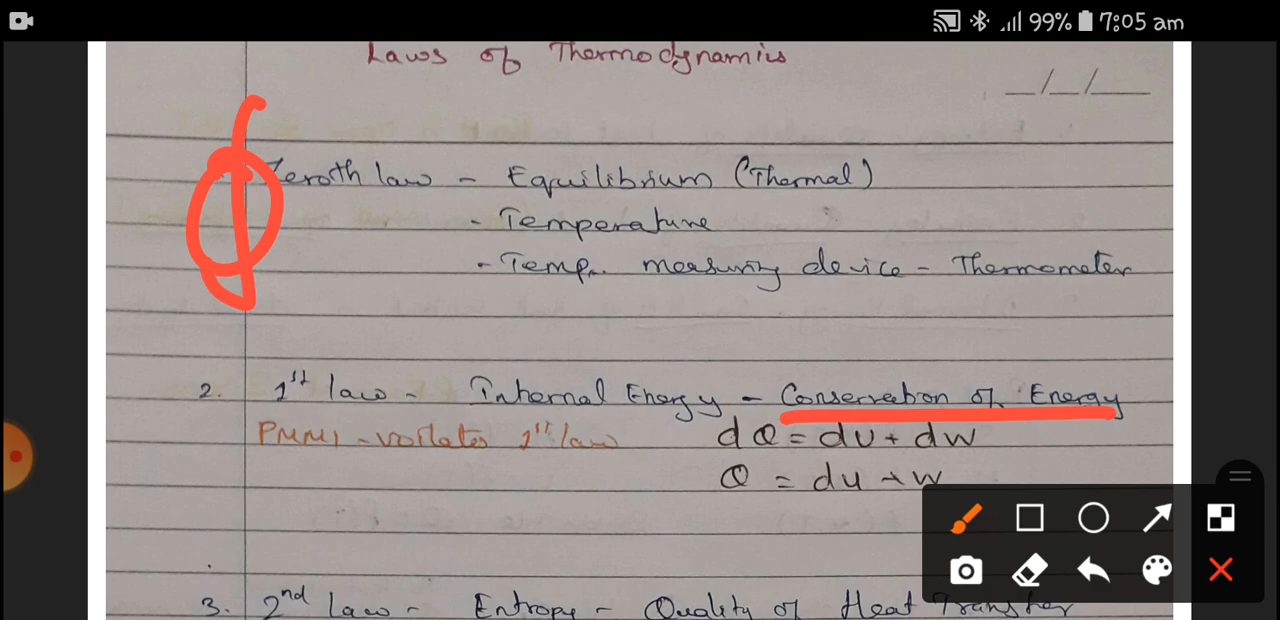 99% 7:05 am
Laws of Thermodynamics
_/_/_
Zeroth law - Equilibrium (Thermal)
- Temperature
- Temp. measuring device - Thermometer
2. 1st law - Internal Energy - Conservation of Energy
PMM1 - voilates 1st law
dQ = du + dw
Q = du + w
3. 2nd law - Entropy - Quality of Heat Transfer